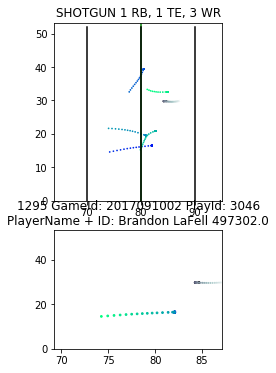 SHOTGUN 1 RB, 1 TE, 3 WR
50
40
30
20
10
0
70 80 90
1295 GameId: 2017091002 PlayId: 3046
PlayerName + ID: Brandon LaFell 497302.0
40
20
0
70 75 80 85